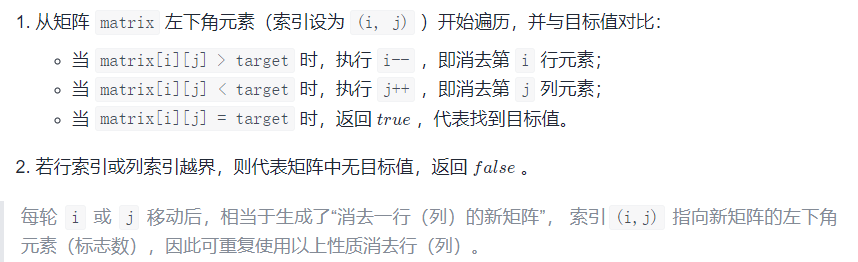 1. 从矩阵 matrix 左下角元素（索引设为 (i, j) ）开始遍历，并与目标值对比：
当 matrix[i][j] > target 时，执行 i-- ，即消去第 i 行元素；
当 matrix[i][j] < target 时，执行 j++ ，即消去第 j 列元素；
当 matrix[i][j] = target 时，返回 true ，代表找到目标值。
2. 若行索引或列索引越界，则代表矩阵中无目标值，返回 false 。
每轮 i 或 j 移动后，相当于生成了“消去一行（列）的新矩阵”， 索引 (i,j) 指向新矩阵的左下角
元素（标志数），因此可重复使用以上性质消去行（列）。